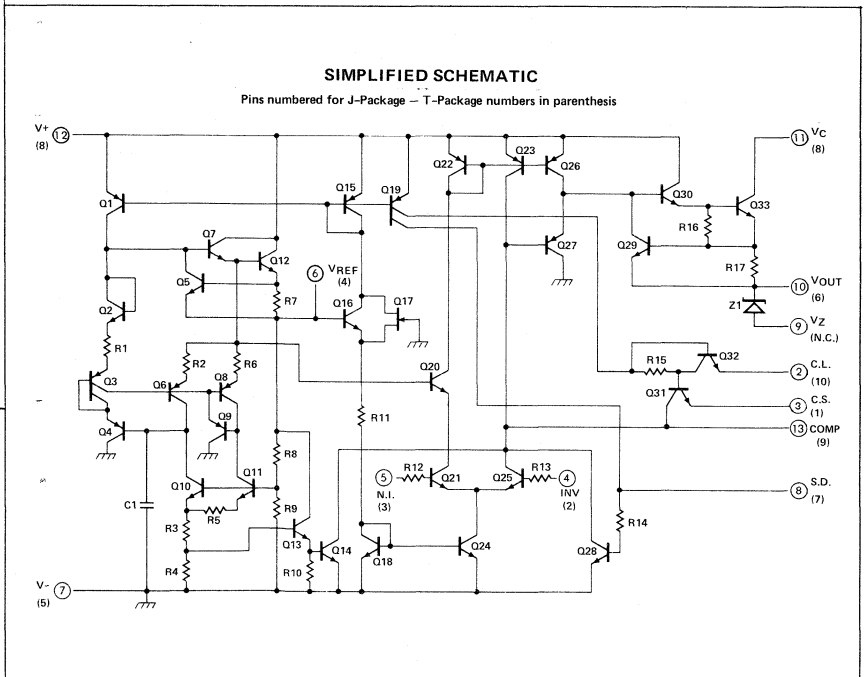 SIMPLIFIED SCHEMATIC
Pins numbered for J-Package — T-Package numbers in parenthesis
V+ 12
(8)
11 VC
(8)
Q1
Q7
Q12
Q5
Q15
Q19
Q22
Q23
Q26
Q30
Q33
R16
Q29
Q27
R17
Q2
R7
6 VREF
(4)
Q16
Q17
10 VOUT
(6)
Z1
9 VZ
(N.C.)
R1
R2
R6
Q3
Q6
Q8
Q9
Q4
Q20
R15
Q32
2 C.L.
(10)
Q31
3 C.S.
(1)
13 COMP
(9)
R11
R8
Q10
Q11
R5
R9
C1
R3
R4
Q13
R10
Q14
Q18
5
N.I.
(3)
R12
Q21
Q25
R13
4
INV
(2)
8 S.D.
(7)
R14
Q24
Q28
V- 7
(5)